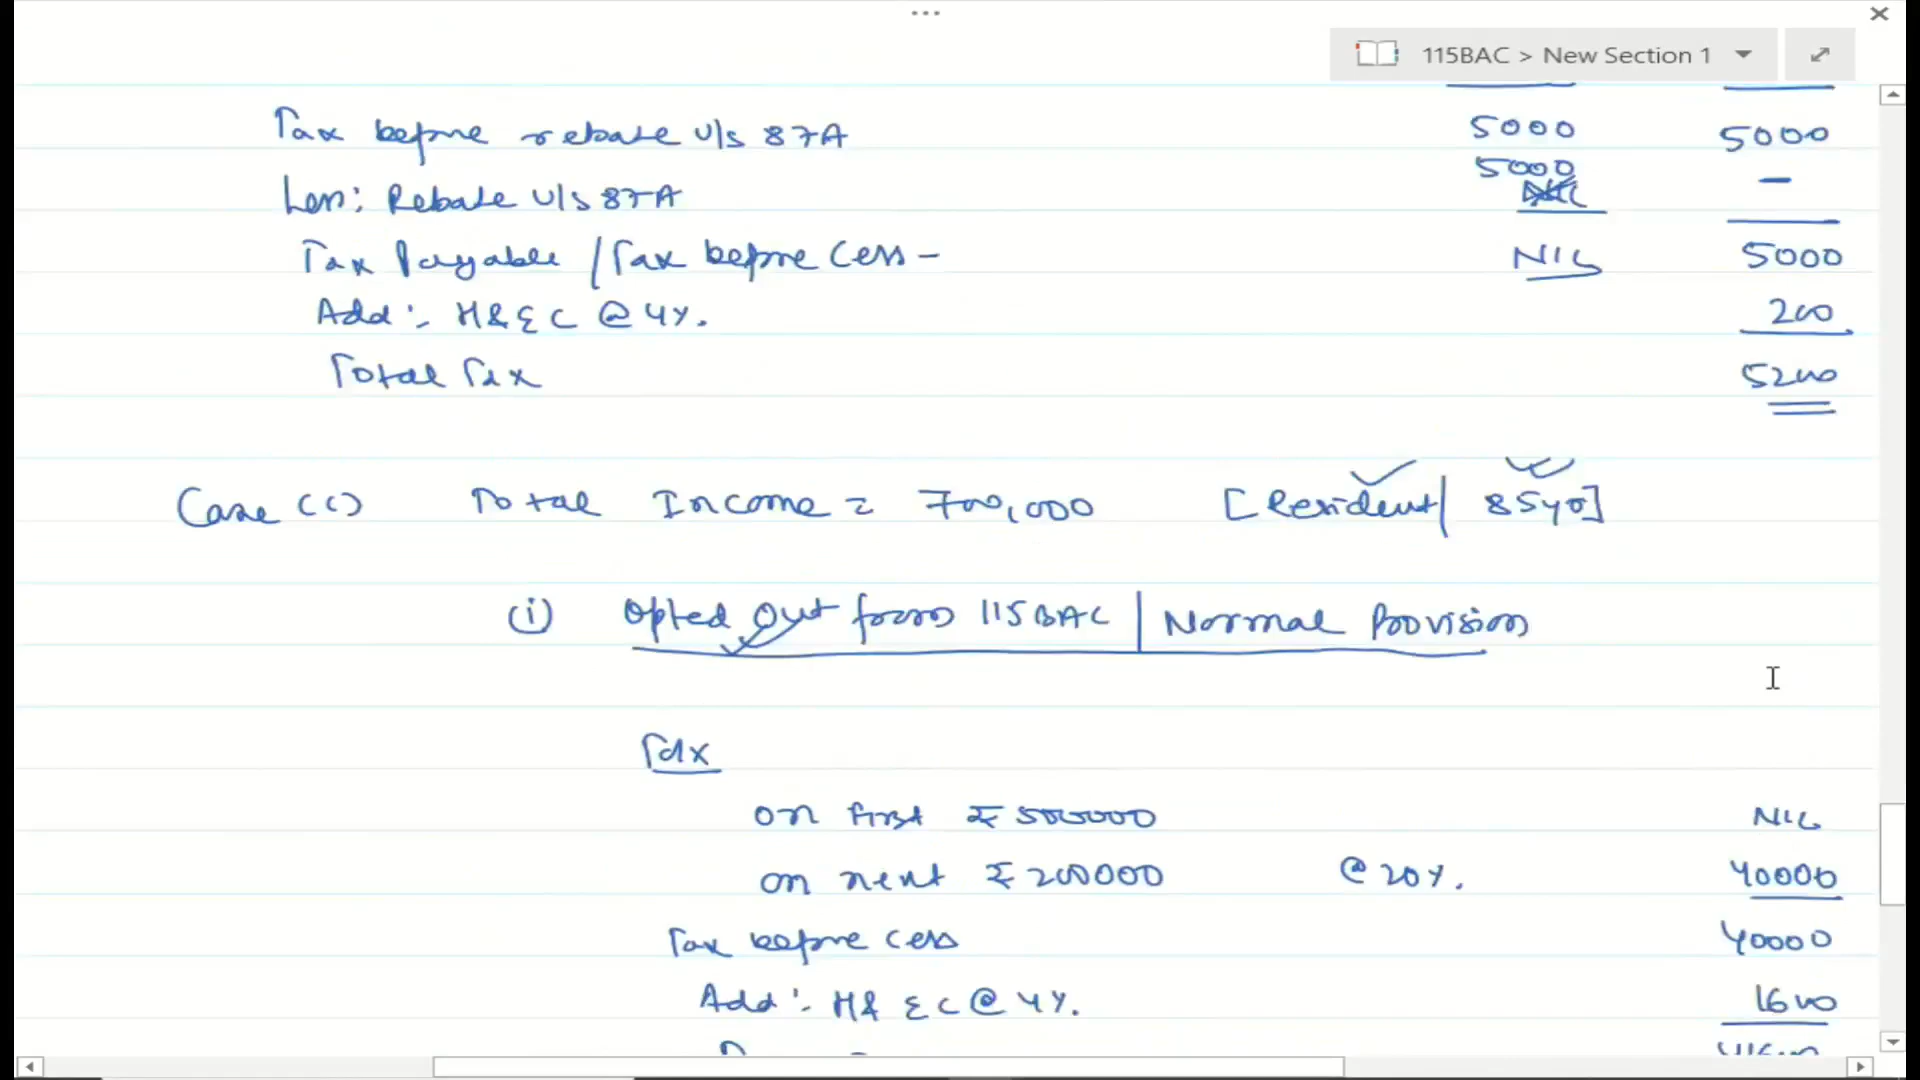 115BAC > New Section 1
Tax before rebate U/s 87A 5000 5000
Less: Rebate U/s 87A 5000 –
Tax Payable / Tax before Cess – NIL 5000
Add:- H&EC @ 4%. 200
Total Tax 5200
Case (c) Total Income = 700,000 [Resident/ 85yo]
(i) Opted Out from 115BAC | Normal Provision
Tax
on first ₹ 500000 NIL
on next ₹ 200000 @ 20%. 40000
Tax before cess 40000
Add:- H& EC @ 4%. 1600